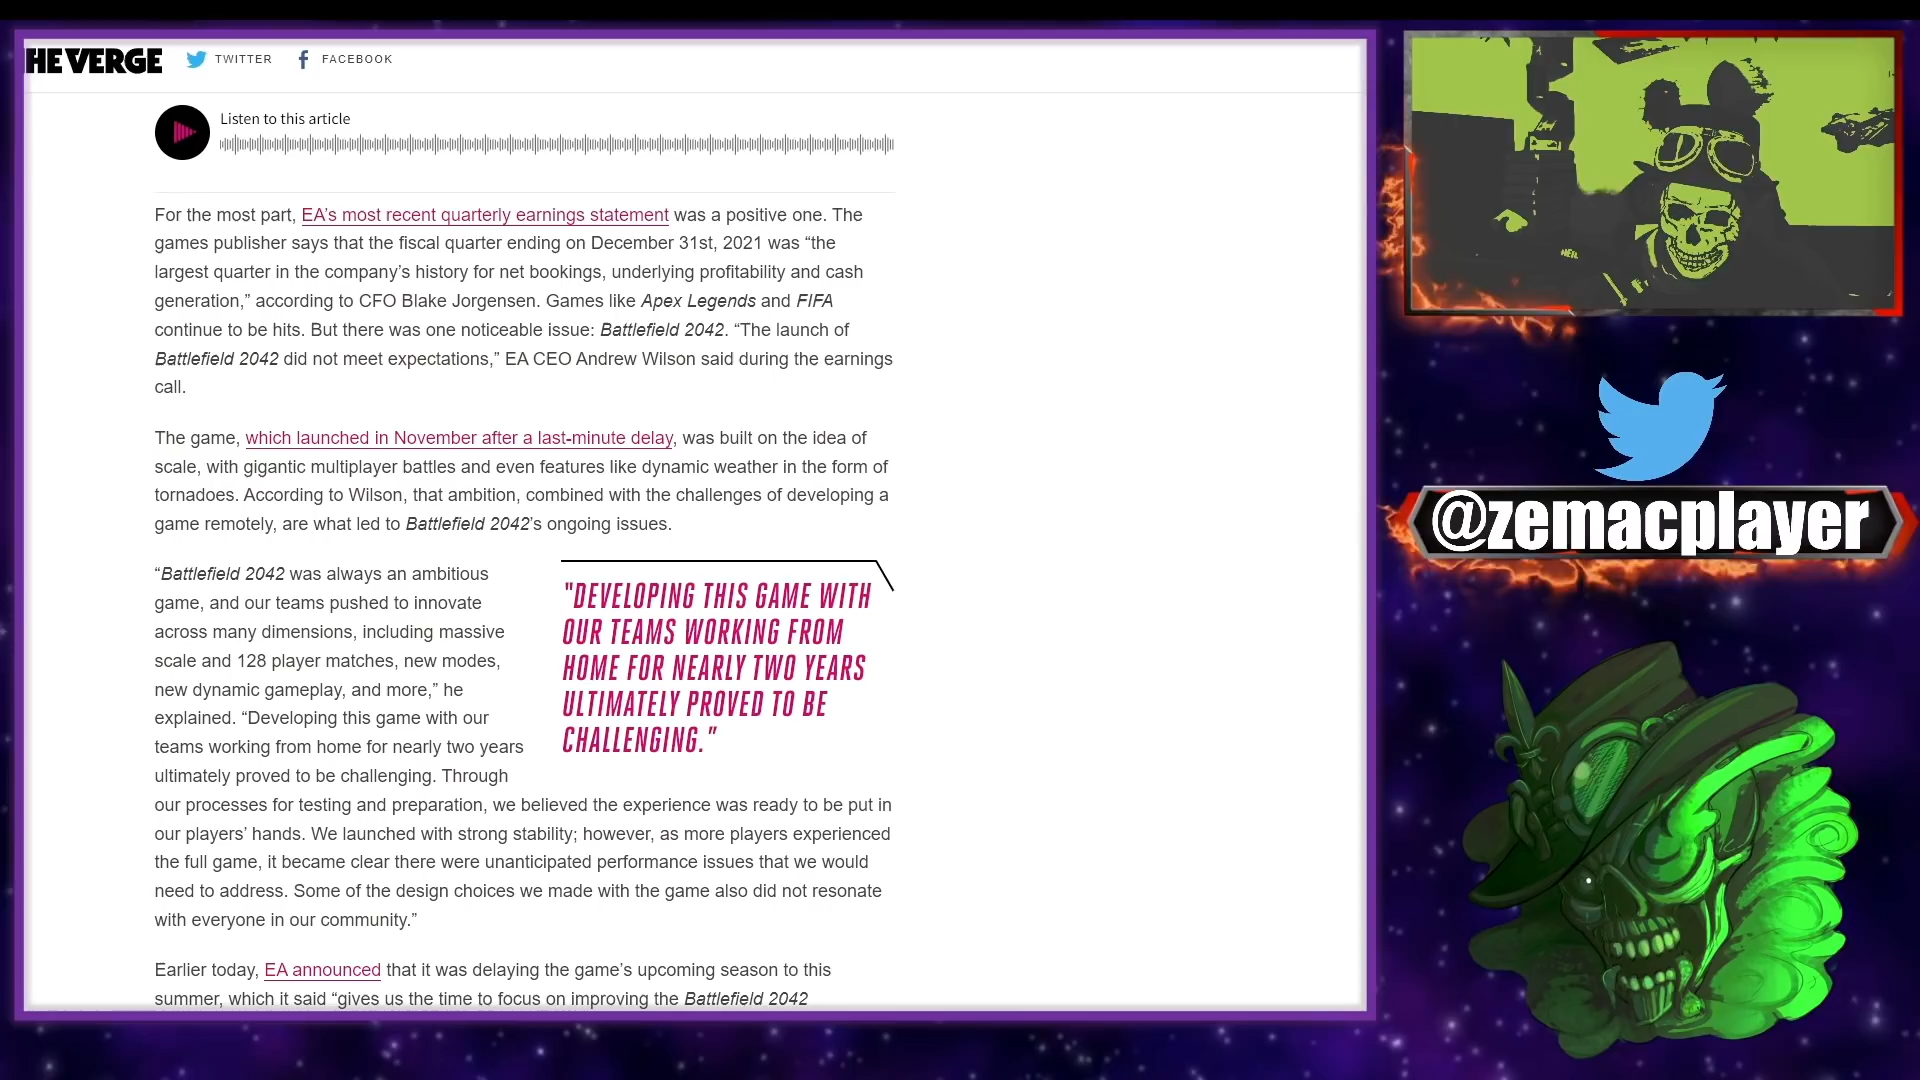 HE VERGE
TWITTER
FACEBOOK
Listen to this article
For the most part, EA’s most recent quarterly earnings statement was a positive one. The
games publisher says that the fiscal quarter ending on December 31st, 2021 was “the
largest quarter in the company’s history for net bookings, underlying profitability and cash
generation,” according to CFO Blake Jorgensen. Games like Apex Legends and FIFA
continue to be hits. But there was one noticeable issue: Battlefield 2042. “The launch of
Battlefield 2042 did not meet expectations,” EA CEO Andrew Wilson said during the earnings
call.
The game, which launched in November after a last-minute delay, was built on the idea of
scale, with gigantic multiplayer battles and even features like dynamic weather in the form of
tornadoes. According to Wilson, that ambition, combined with the challenges of developing a
game remotely, are what led to Battlefield 2042’s ongoing issues.
“Battlefield 2042 was always an ambitious
game, and our teams pushed to innovate
across many dimensions, including massive
scale and 128 player matches, new modes,
new dynamic gameplay, and more,” he
explained. “Developing this game with our
teams working from home for nearly two years
ultimately proved to be challenging. Through
our processes for testing and preparation, we believed the experience was ready to be put in
our players’ hands. We launched with strong stability; however, as more players experienced
the full game, it became clear there were unanticipated performance issues that we would
need to address. Some of the design choices we made with the game also did not resonate
with everyone in our community.”
"DEVELOPING THIS GAME WITH
OUR TEAMS WORKING FROM
HOME FOR NEARLY TWO YEARS
ULTIMATELY PROVED TO BE
CHALLENGING."
Earlier today, EA announced that it was delaying the game’s upcoming season to this
summer, which it said “gives us the time to focus on improving the Battlefield 2042
@zemacplayer